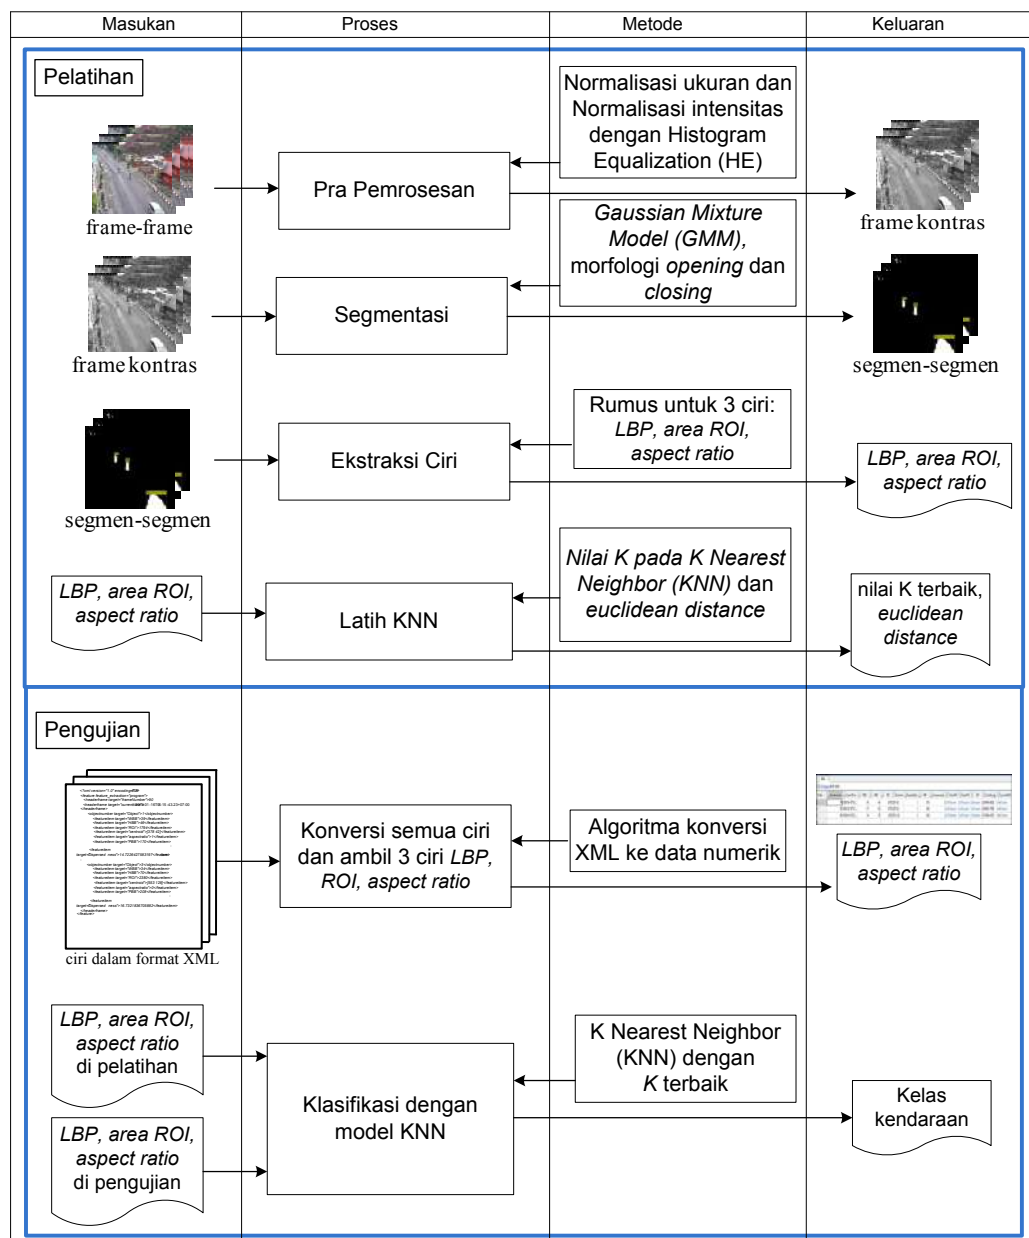 Masukan
Proses
Metode
Keluaran
Pelatihan
frame-frame
Pra Pemrosesan
Normalisasi ukuran dan
Normalisasi intensitas
dengan Histogram
Equalization (HE)
frame kontras
frame kontras
Segmentasi
Gaussian Mixture
Model (GMM),
morfologi opening dan
closing
segmen-segmen
segmen-segmen
Ekstraksi Ciri
Rumus untuk 3 ciri:
LBP, area ROI,
aspect ratio
LBP, area ROI,
aspect ratio
LBP, area ROI,
aspect ratio
Latih KNN
Nilai K pada K Nearest
Neighbor (KNN) dan
euclidean distance
nilai K terbaik,
euclidean
distance
Pengujian
ciri dalam format XML
Konversi semua ciri
dan ambil 3 ciri LBP,
ROI, aspect ratio
Algoritma konversi
XML ke data numerik
LBP, area ROI,
aspect ratio
LBP, area ROI,
aspect ratio
di pelatihan
LBP, area ROI,
aspect ratio
di pengujian
Klasifikasi dengan
model KNN
K Nearest Neighbor
(KNN) dengan
K terbaik
Kelas
kendaraan